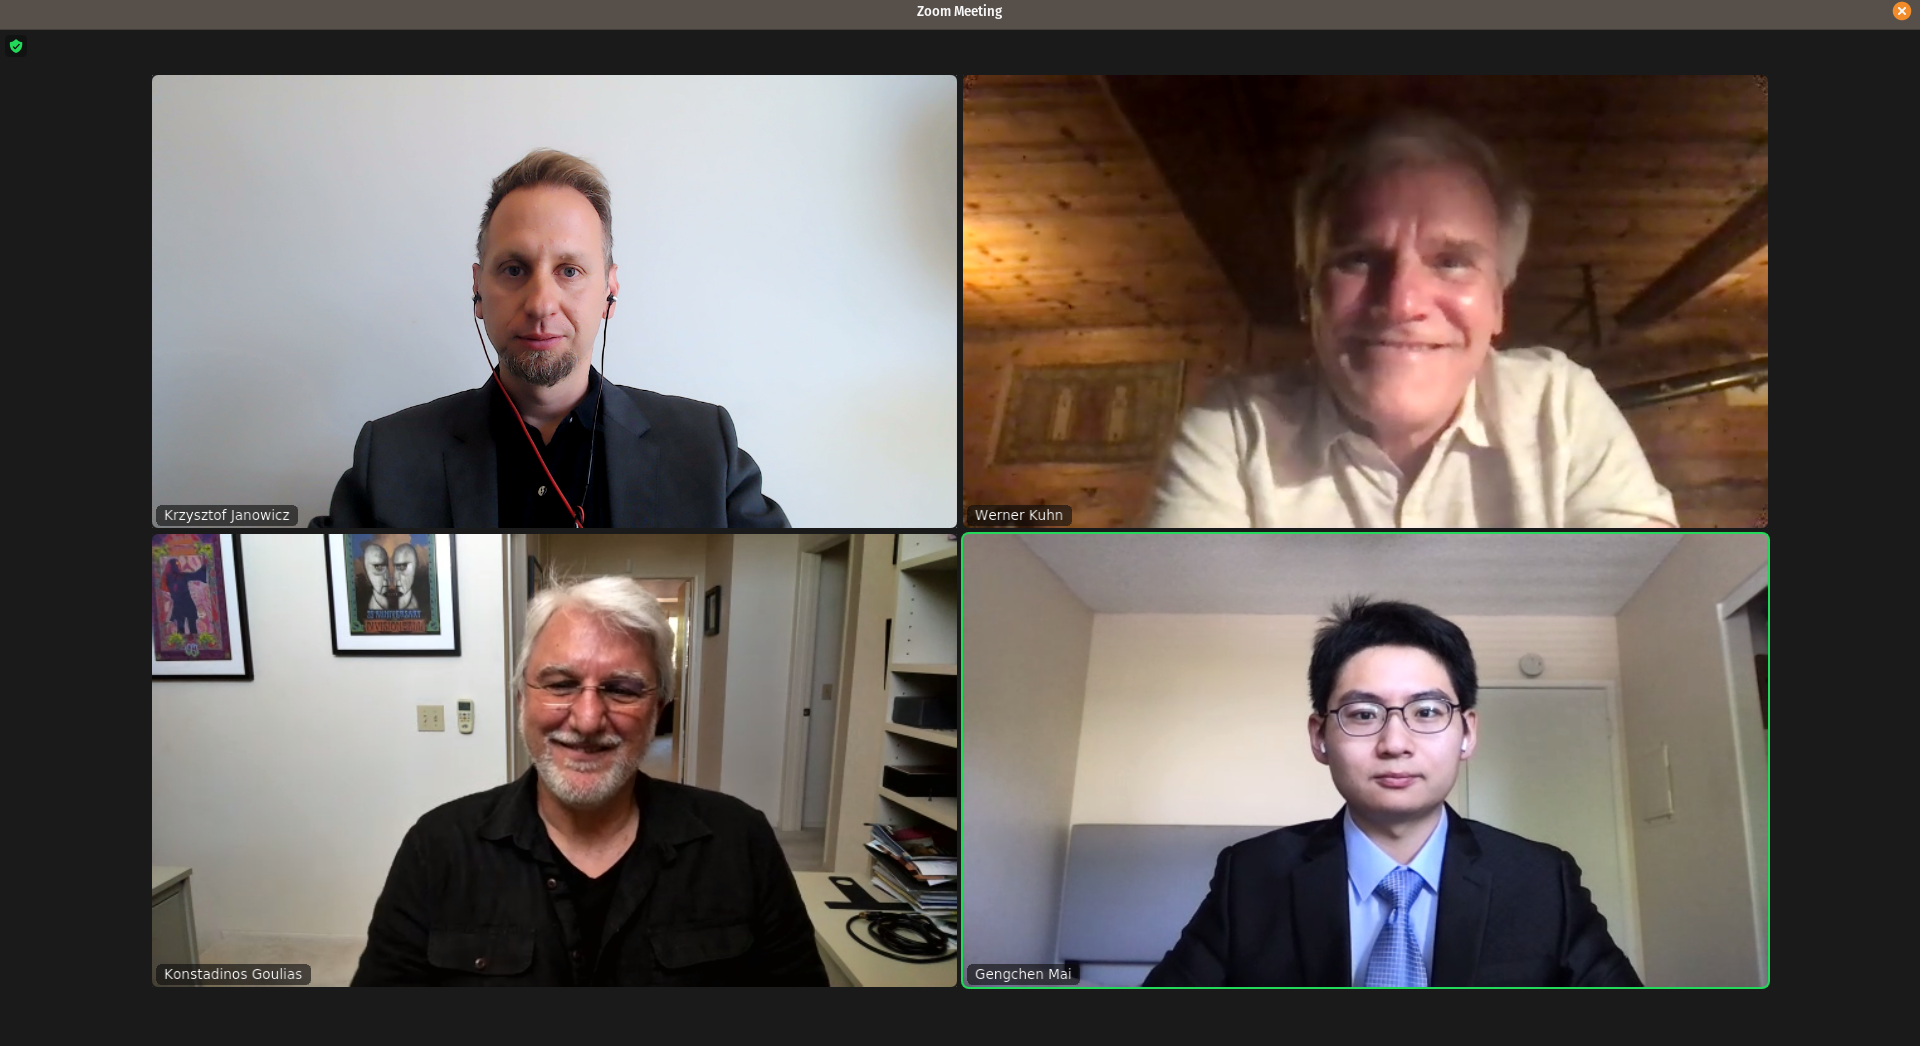 Zoom Meeting
Krzysztof Janowicz
Werner Kuhn
Konstadinos Goulias
Gengchen Mai